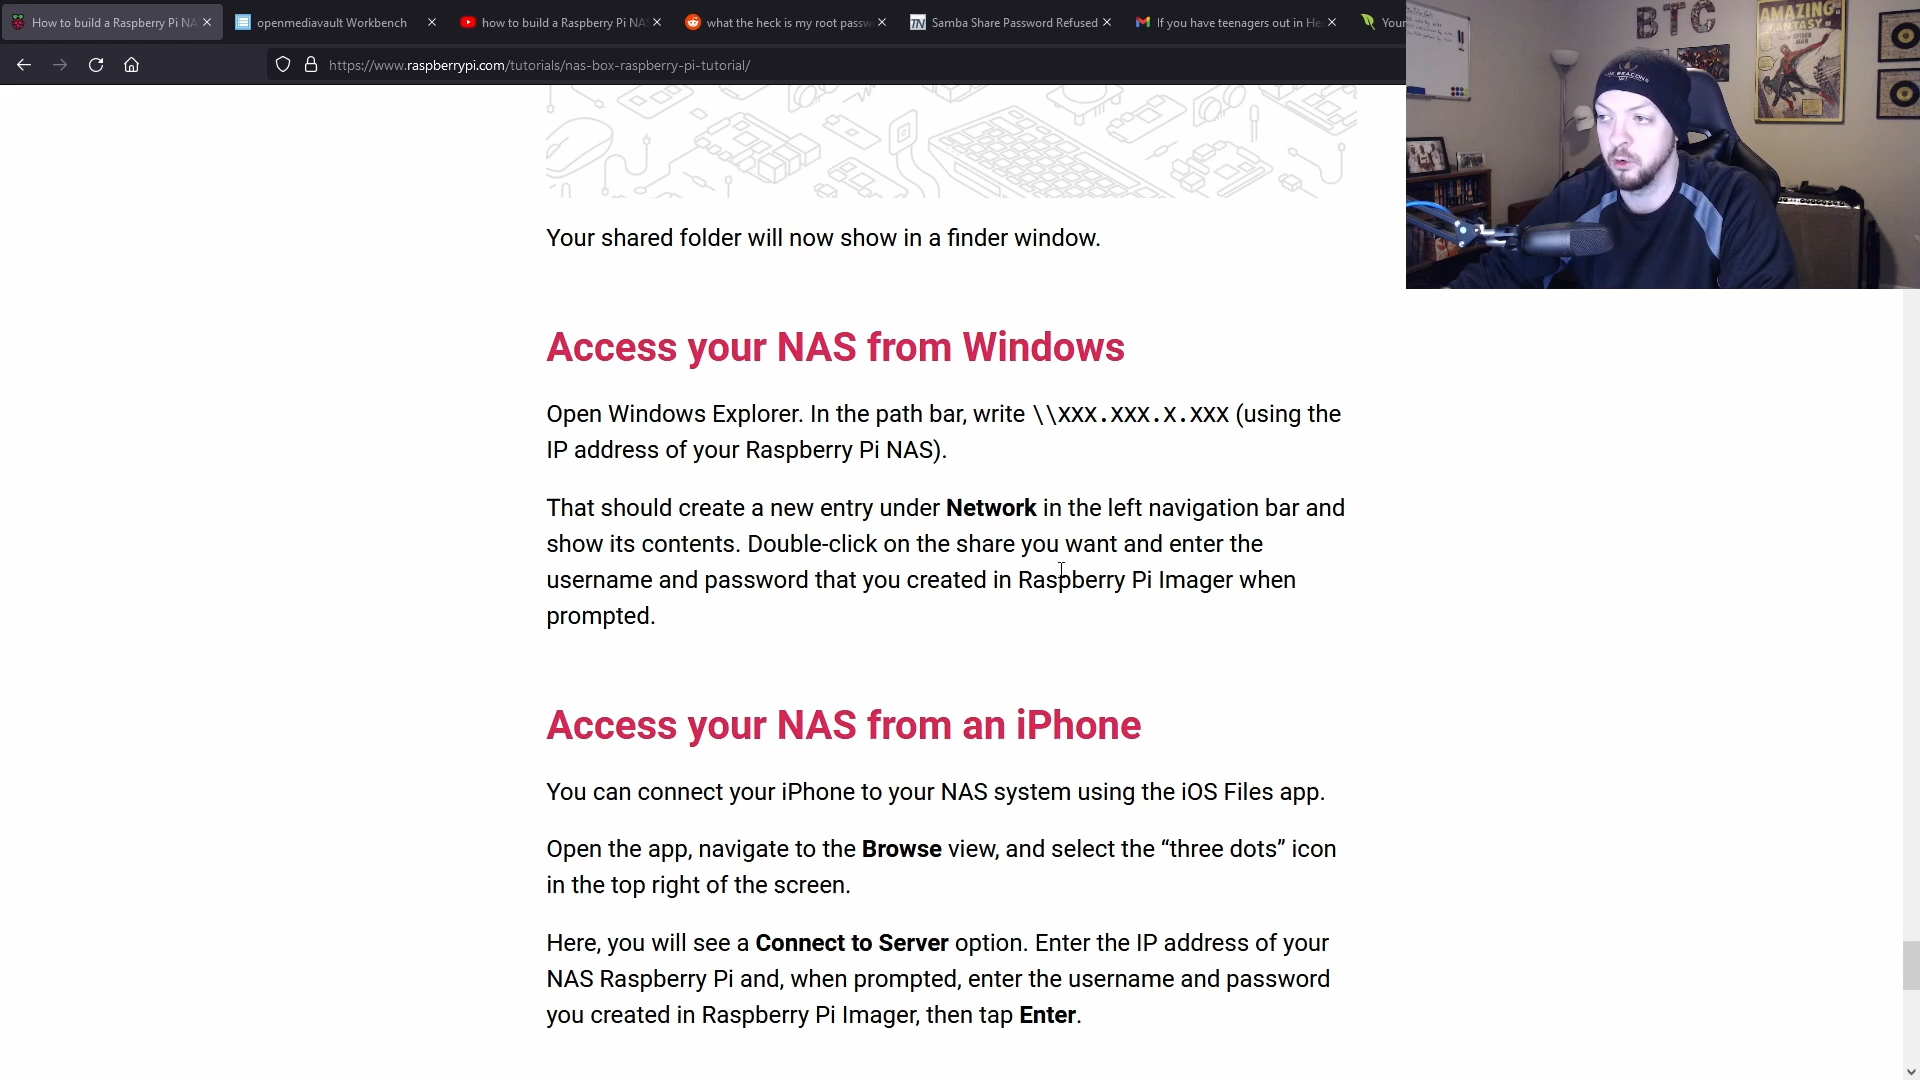 How to build a Raspberry Pi NA
openmediavault Workbench
how to build a Raspberry Pi NA
what the heck is my root passw
Samba Share Password Refused
If you have teenagers out in He
Your
https://www.raspberrypi.com/tutorials/nas-box-raspberry-pi-tutorial/
BTC
AMAZING
FANTASY
Your shared folder will now show in a finder window.
Access your NAS from Windows
Open Windows Explorer. In the path bar, write \\XXX.XXX.X.XXX (using the
IP address of your Raspberry Pi NAS).
That should create a new entry under Network in the left navigation bar and
show its contents. Double-click on the share you want and enter the
username and password that you created in Raspberry Pi Imager when
prompted.
Access your NAS from an iPhone
You can connect your iPhone to your NAS system using the iOS Files app.
Open the app, navigate to the Browse view, and select the “three dots” icon
in the top right of the screen.
Here, you will see a Connect to Server option. Enter the IP address of your
NAS Raspberry Pi and, when prompted, enter the username and password
you created in Raspberry Pi Imager, then tap Enter.